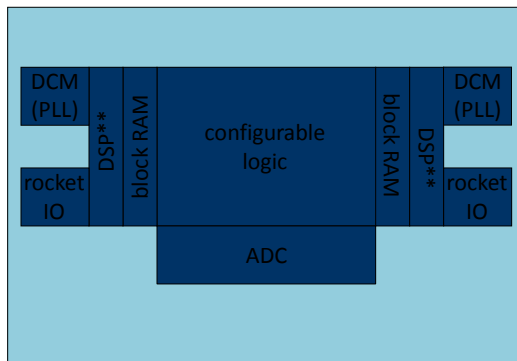 DCM
(PLL)
DSP**
block RAM
configurable
logic
block RAM
DSP**
DCM
(PLL)
rocket
IO
rocket
IO
ADC